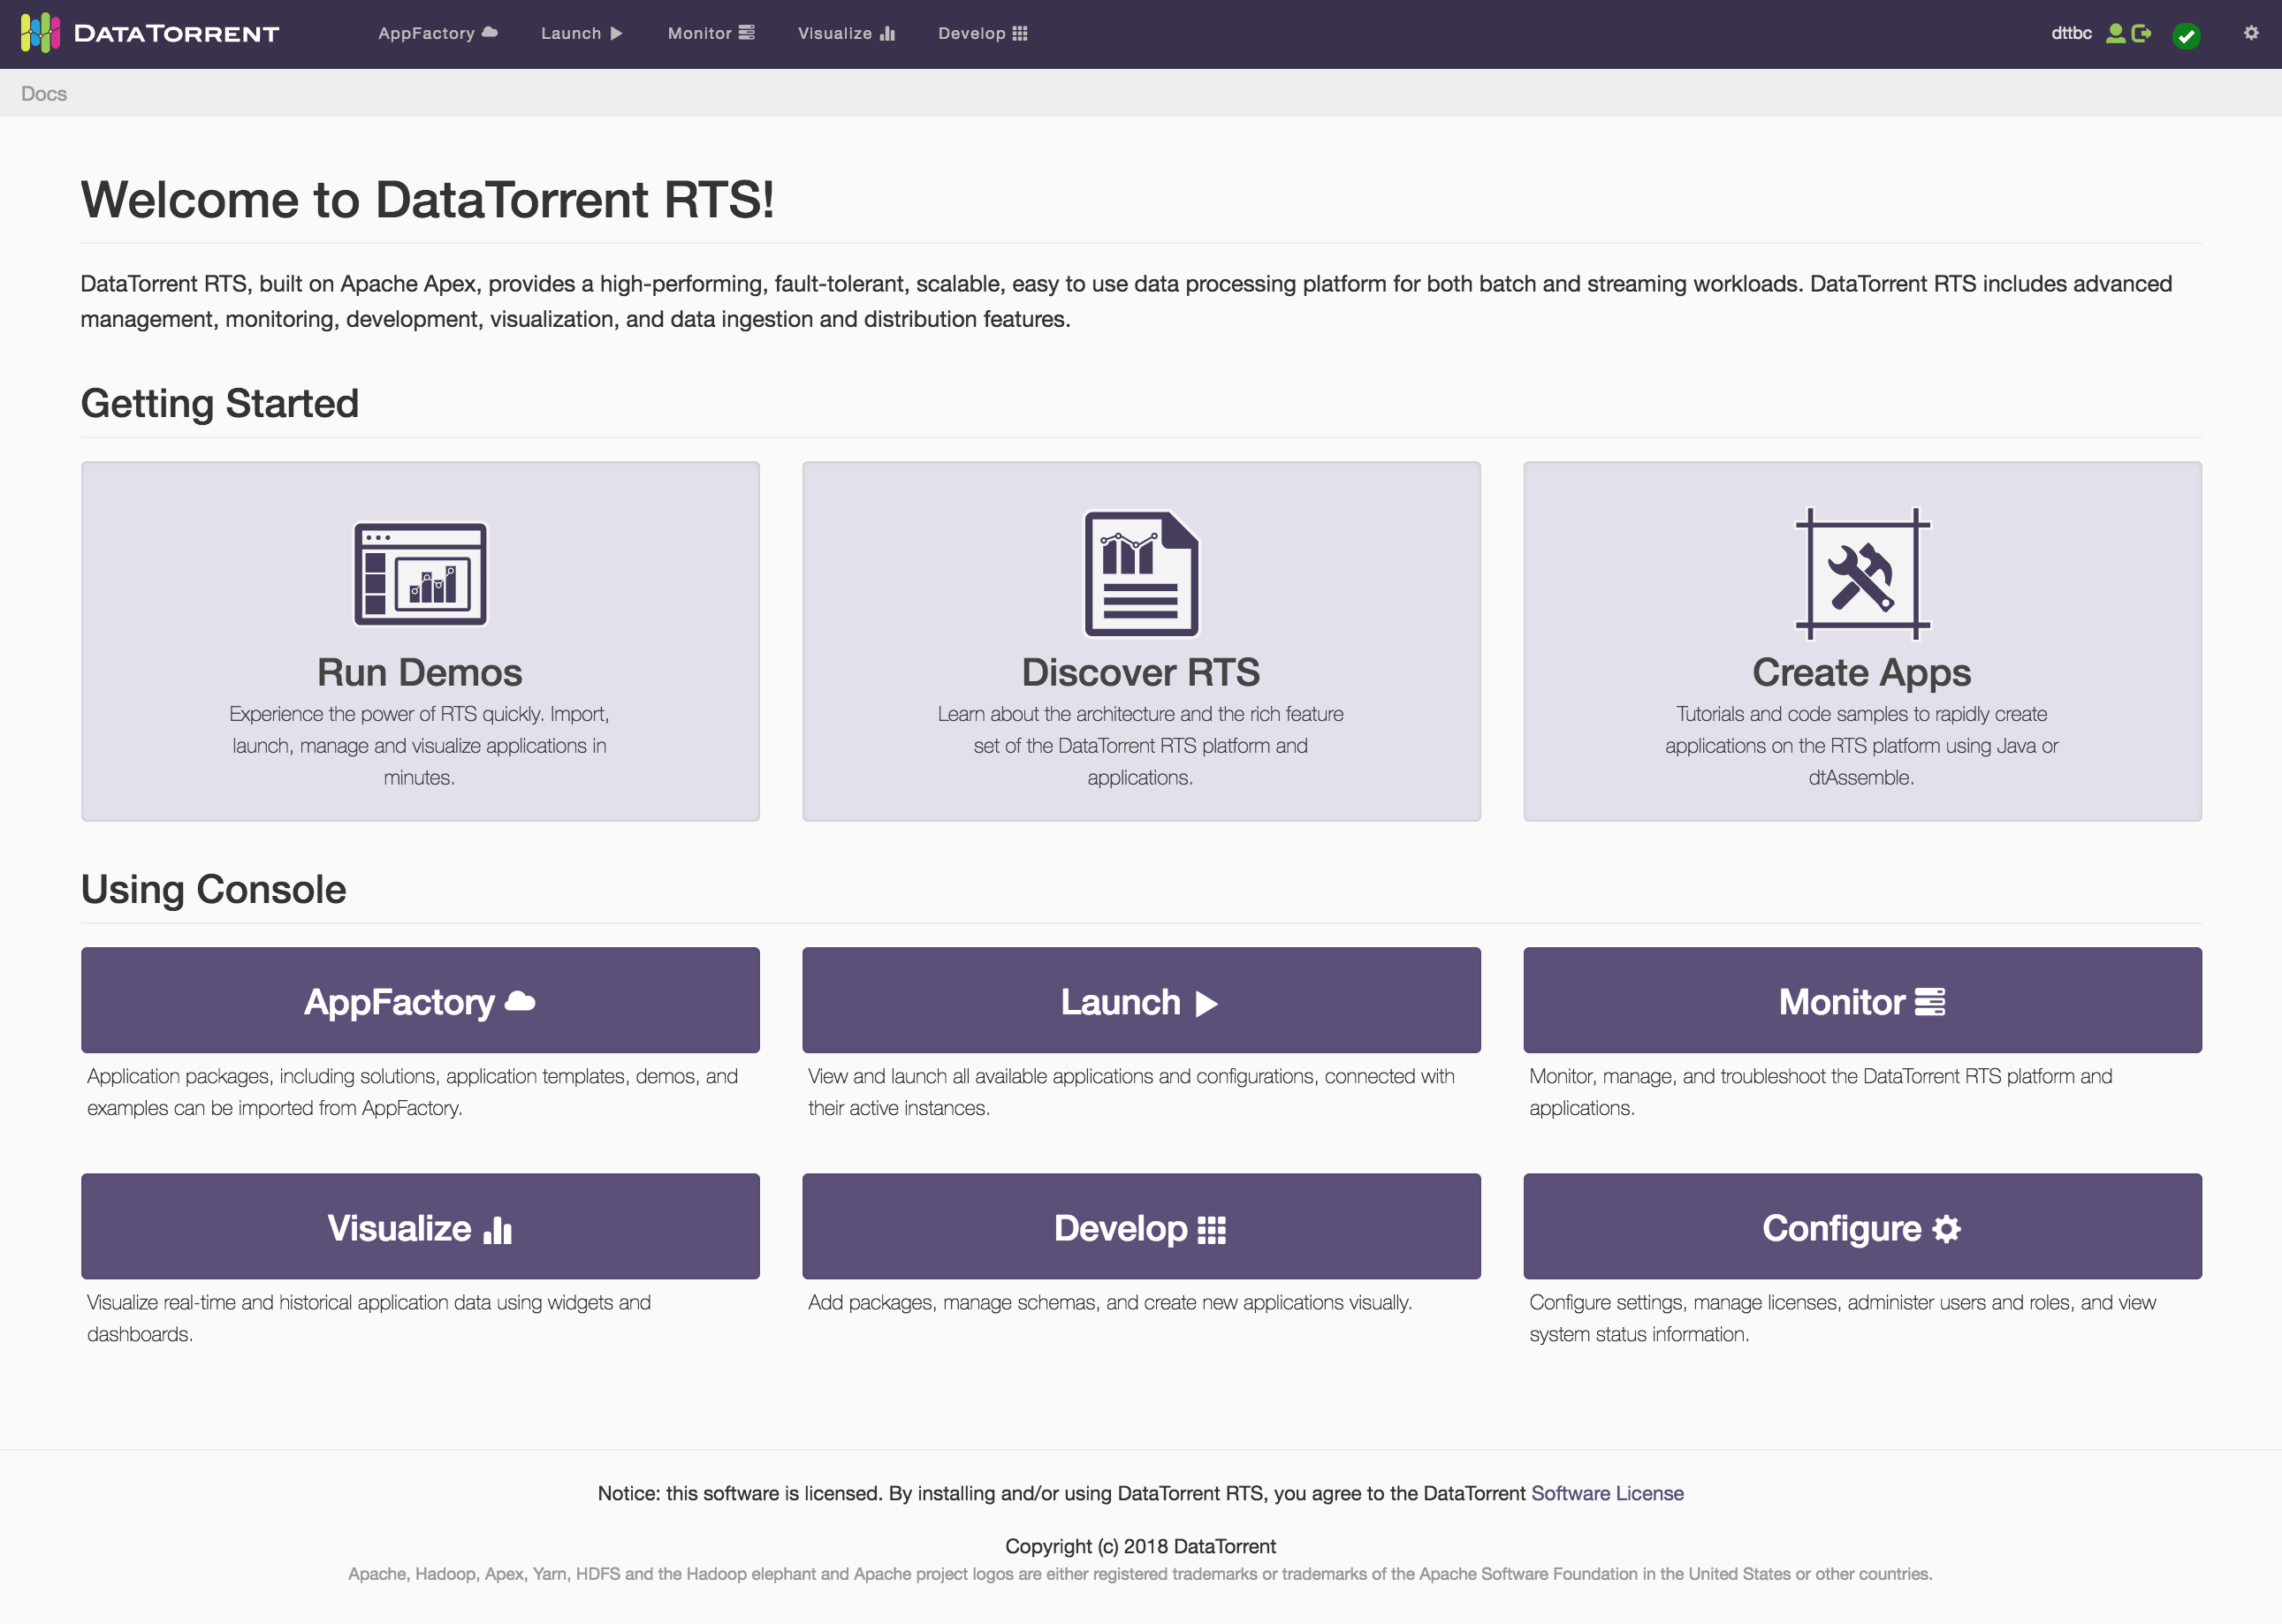 DATATORRENT
AppFactory Launch Monitor Visualize Develop dttbc
Docs
Welcome to DataTorrent RTS!
DataTorrent RTS, built on Apache Apex, provides a high-performing, fault-tolerant, scalable, easy to use data processing platform for both batch and streaming workloads. DataTorrent RTS includes advanced
management, monitoring, development, visualization, and data ingestion and distribution features.
Getting Started
Run Demos
Experience the power of RTS quickly. Import,
launch, manage and visualize applications in
minutes.
Discover RTS
Learn about the architecture and the rich feature
set of the DataTorrent RTS platform and
applications.
Create Apps
Tutorials and code samples to rapidly create
applications on the RTS platform using Java or
dtAssemble.
Using Console
AppFactory
Application packages, including solutions, application templates, demos, and
examples can be imported from AppFactory.
Launch
View and launch all available applications and configurations, connected with
their active instances.
Monitor
Monitor, manage, and troubleshoot the DataTorrent RTS platform and
applications.
Visualize
Visualize real-time and historical application data using widgets and
dashboards.
Develop
Add packages, manage schemas, and create new applications visually.
Configure
Configure settings, manage licenses, administer users and roles, and view
system status information.
Notice: this software is licensed. By installing and/or using DataTorrent RTS, you agree to the DataTorrent Software License
Copyright (c) 2018 DataTorrent
Apache, Hadoop, Apex, Yarn, HDFS and the Hadoop elephant and Apache project logos are either registered trademarks or trademarks of the Apache Software Foundation in the United States or other countries.